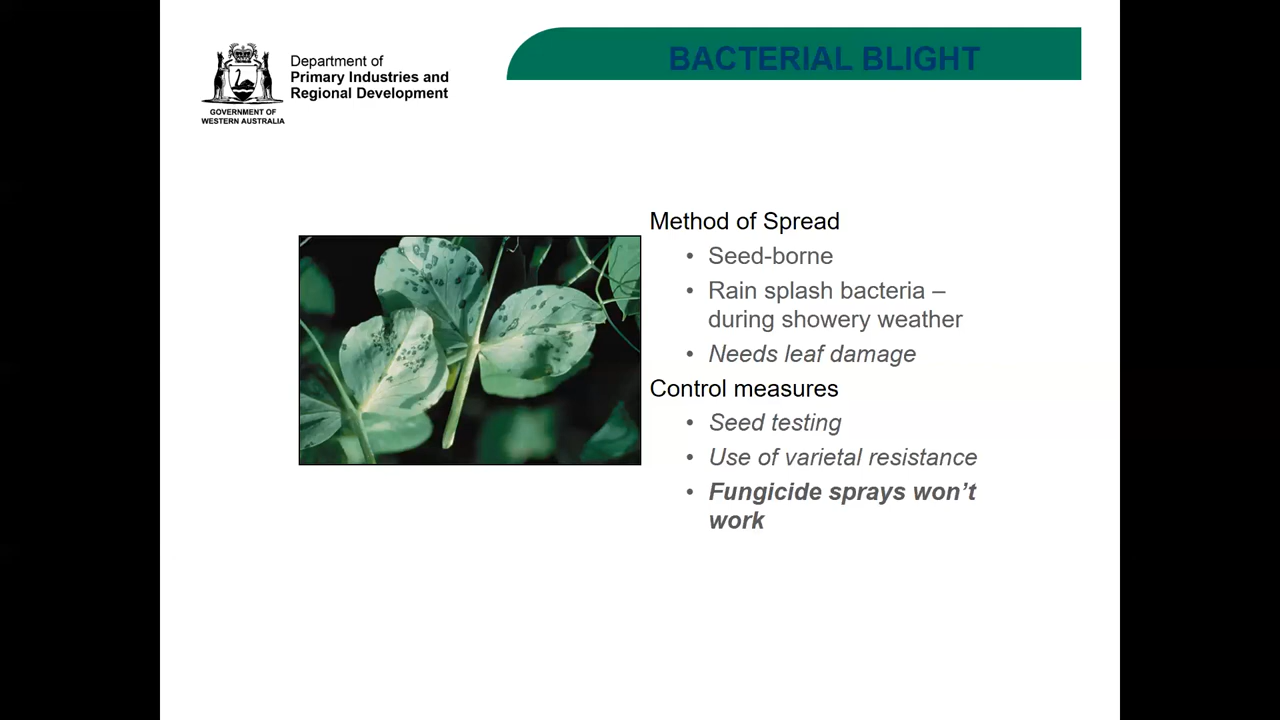 Department of
Primary Industries and
Regional Development
GOVERNMENT OF
WESTERN AUSTRALIA
BACTERIAL BLIGHT
Method of Spread
• Seed-borne
• Rain splash bacteria –
during showery weather
• Needs leaf damage
Control measures
• Seed testing
• Use of varietal resistance
• Fungicide sprays won’t
work